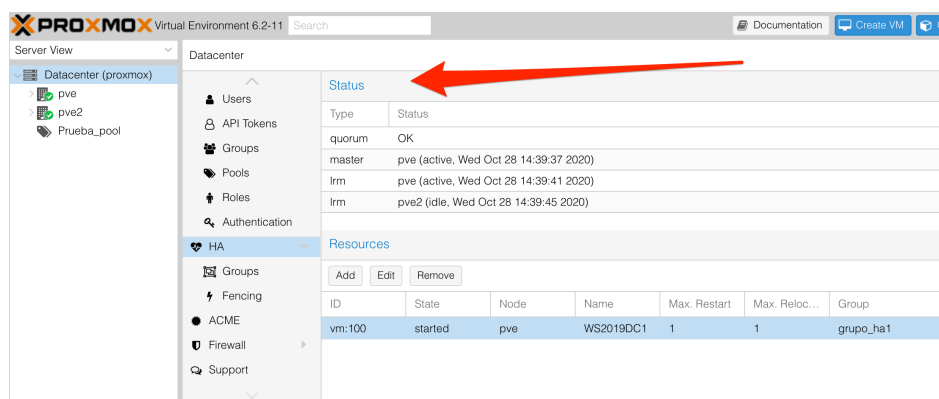 PROXMOX Virtual Environment 6.2-11 Search Documentation Create VM
Server View
Datacenter (proxmox)
pve
pve2
Prueba_pool
Datacenter
Users
API Tokens
Groups
Pools
Roles
Authentication
HA
Groups
Fencing
ACME
Firewall
Support
Status
Type Status
quorum OK
master pve (active, Wed Oct 28 14:39:37 2020)
lrm pve (active, Wed Oct 28 14:39:41 2020)
lrm pve2 (idle, Wed Oct 28 14:39:45 2020)
Resources
Add Edit Remove
ID State Node Name Max. Restart Max. Reloc... Group
vm:100 started pve WS2019DC1 1 1 grupo_ha1